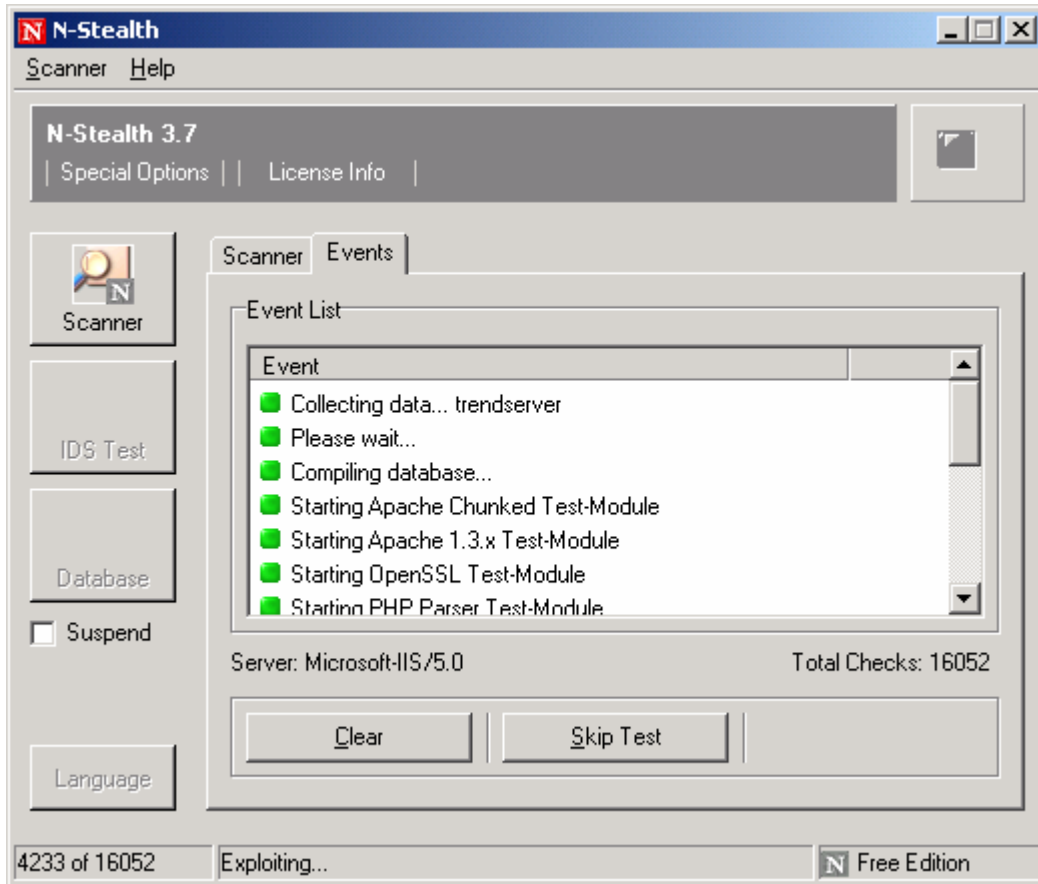 N N-Stealth
Scanner Help
N-Stealth 3.7
| Special Options | | License Info |
Scanner Events
N
Scanner
Event List
Event
Collecting data... trendserver
Please wait...
IDS Test
Compiling database...
Starting Apache Chunked Test-Module
Starting Apache 1.3.x Test-Module
Database
Starting OpenSSL Test-Module
Starting PHP Parser Test-Module
Suspend
Server: Microsoft-IIS/5.0 Total Checks: 16052
Clear Skip Test
Language
4233 of 16052 Exploiting... N Free Edition